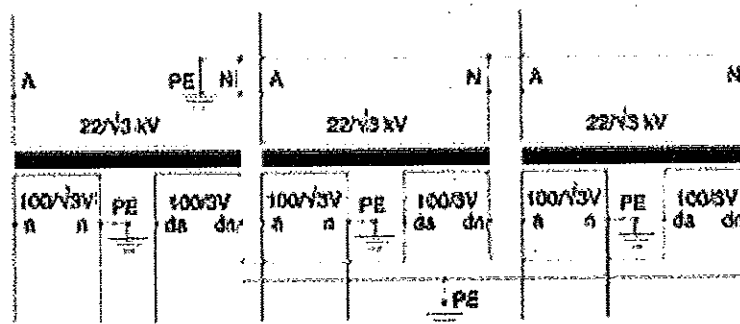 A PE N A N A
22/√3 kV 22/√3 kV 22/√3 kV
100/√3V 100/3V 100/√3V 100/3V 100/√3V 100/3V
a n PE da dn a n PE da dn a n PE da dn
PE